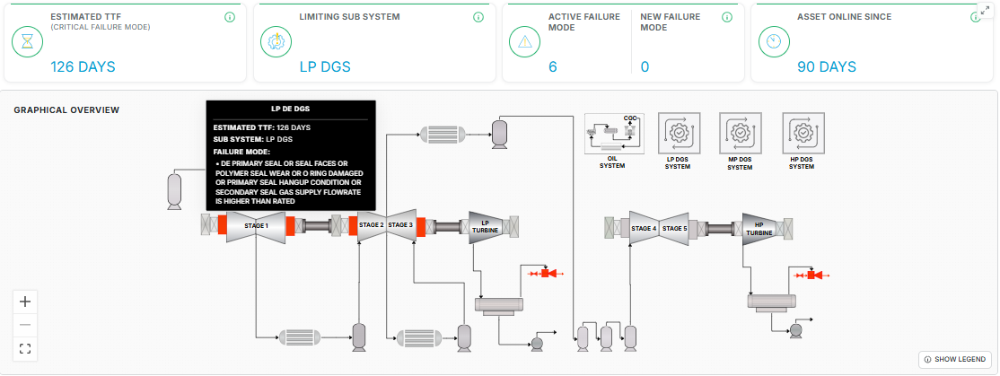 ESTIMATED TTF
(CRITICAL FAILURE MODE)
126 DAYS
LIMITING SUB SYSTEM
LP DGS
ACTIVE FAILURE
MODE
6
NEW FAILURE
MODE
0
ASSET ONLINE SINCE
90 DAYS
GRAPHICAL OVERVIEW
LP DE DGS
ESTIMATED TTF: 126 DAYS
SUB SYSTEM: LP DGS
FAILURE MODE:
• DE PRIMARY SEAL OR SEAL FACES OR
POLYMER SEAL WEAR OR O RING DAMAGED
OR PRIMARY SEAL HANGUP CONDITION OR
SECONDARY SEAL GAS SUPPLY FLOWRATE
IS HIGHER THAN RATED
CGC
OIL
SYSTEM
LP DGS
SYSTEM
MP DGS
SYSTEM
HP DGS
SYSTEM
STAGE 1
STAGE 2
STAGE 3
LP
TURBINE
STAGE 4
STAGE 5
HP
TURBINE
SHOW LEGEND